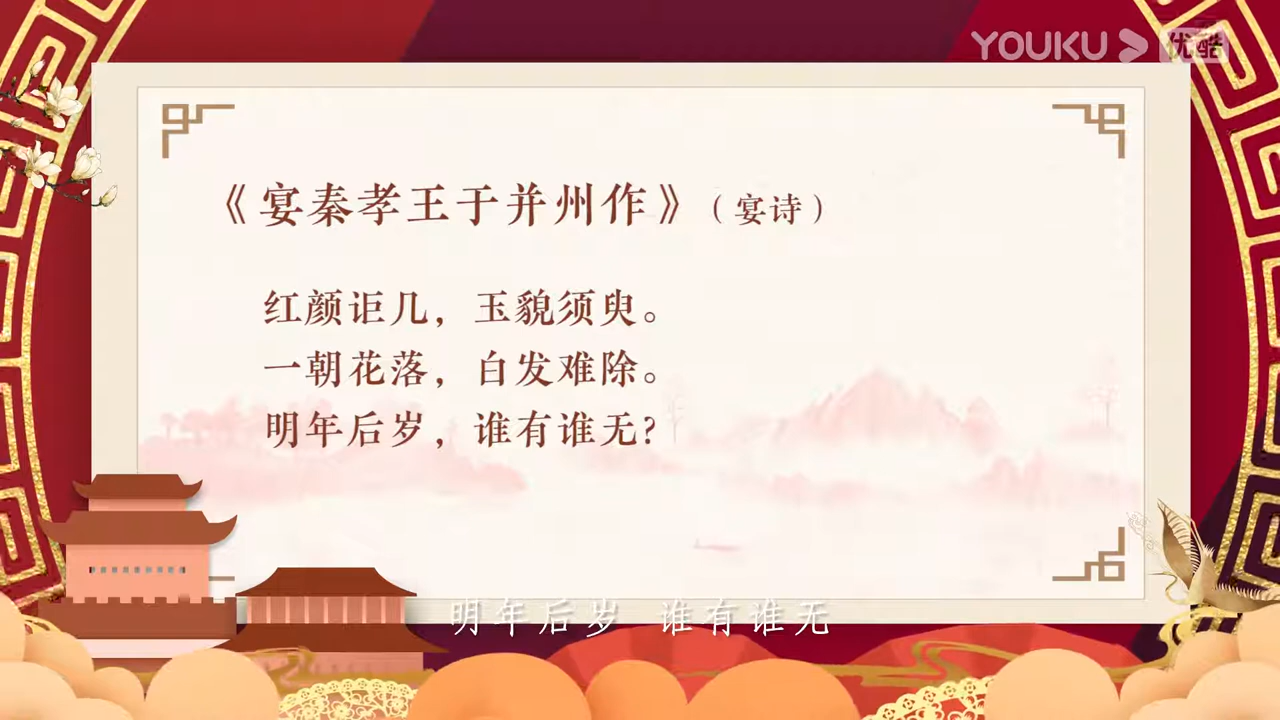 YOUKU 优酷
《宴秦孝王于并州作》（宴诗）
红颜讵几，玉貌须臾。
一朝花落，白发难除。
明年后岁，谁有谁无?
明年后岁 谁有谁无